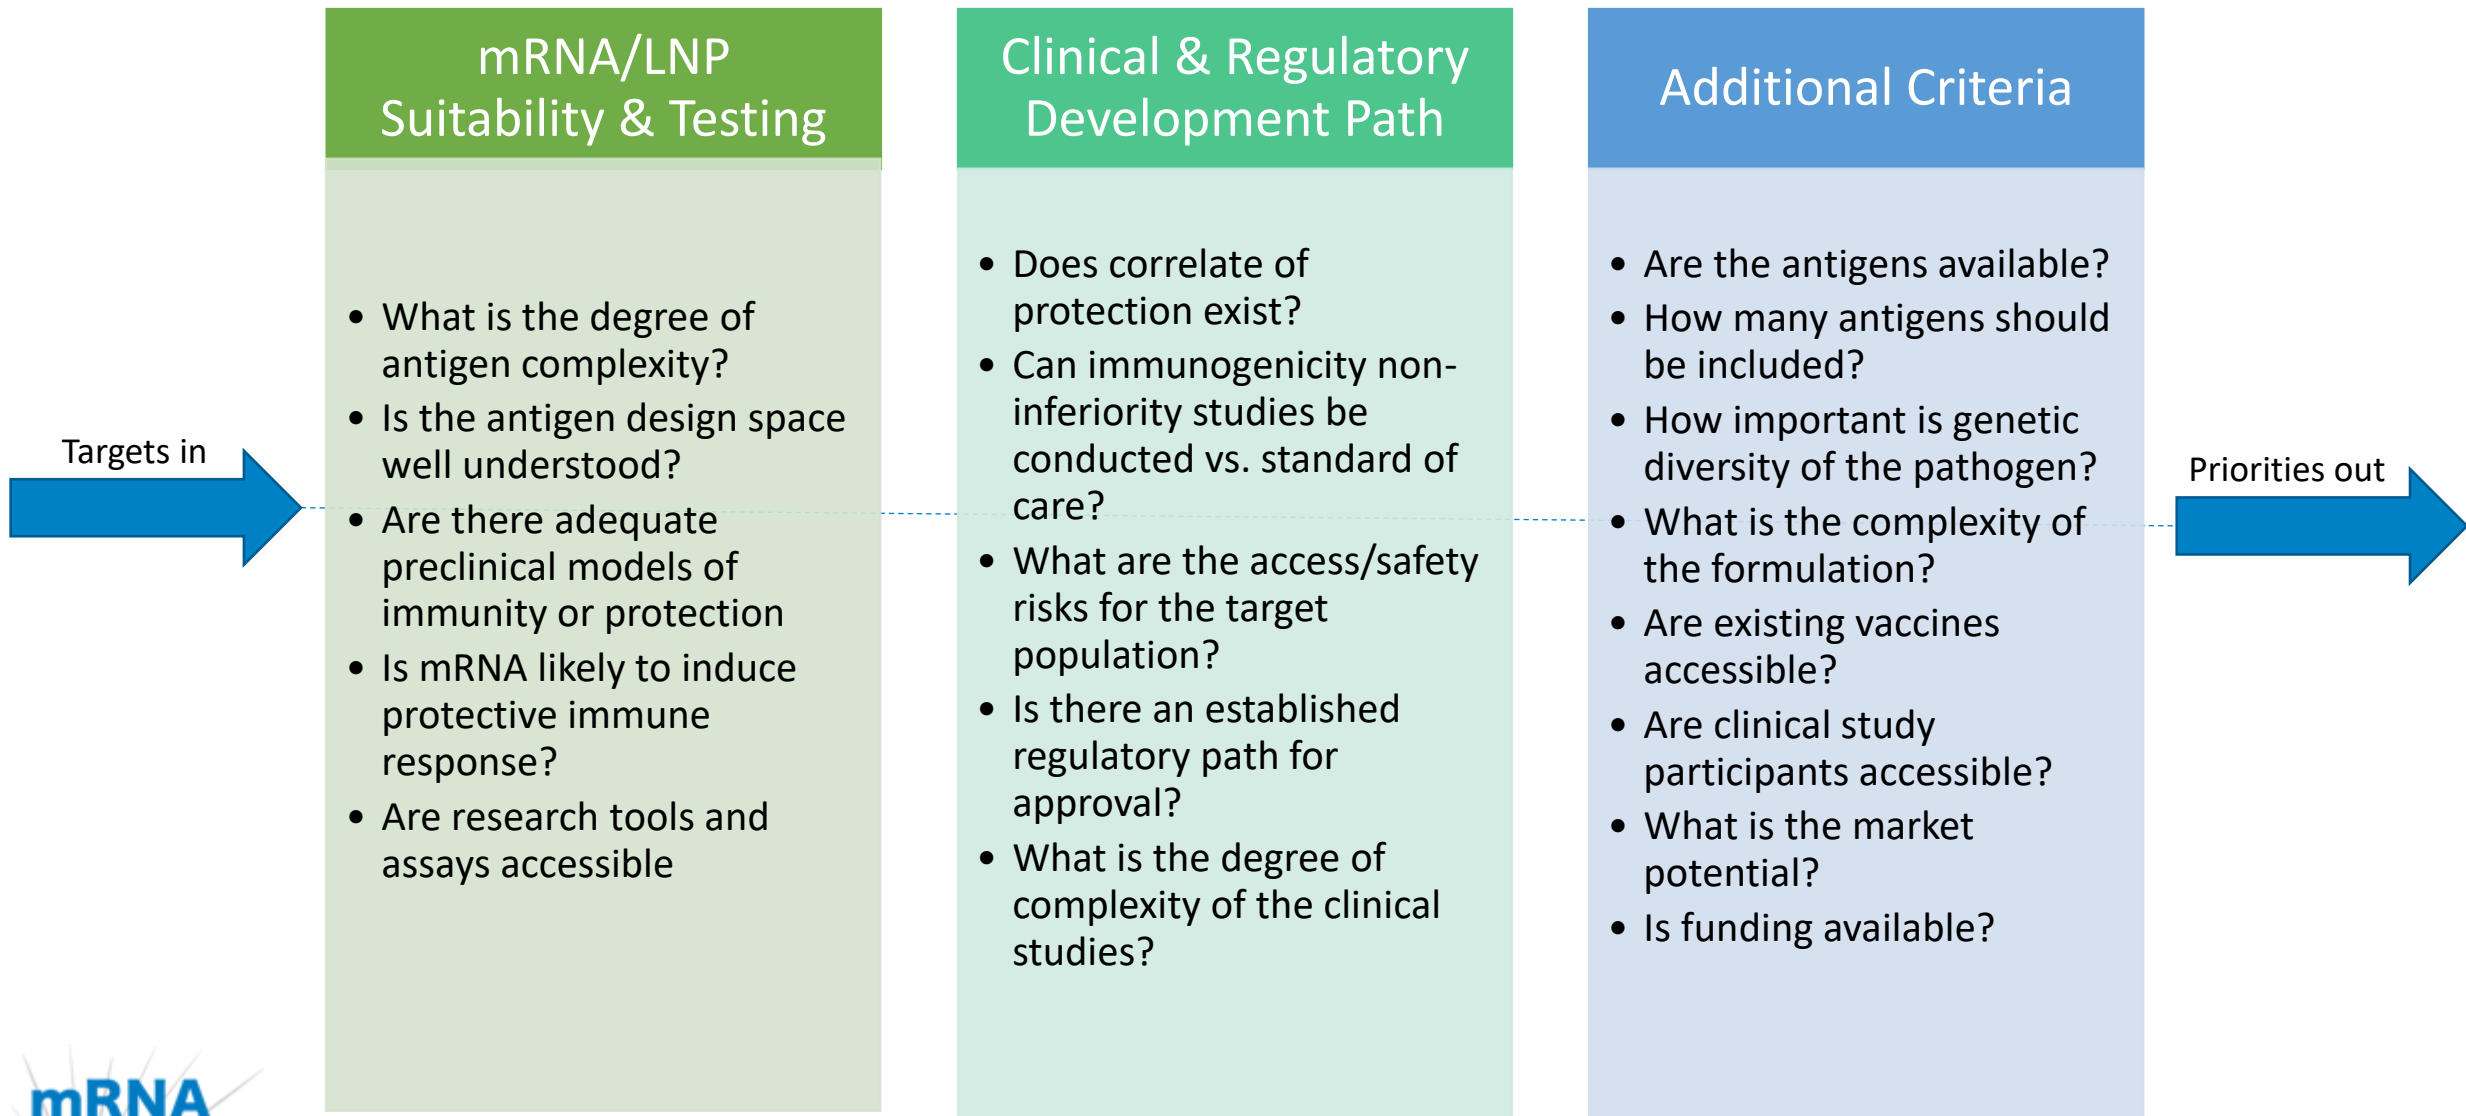 Targets in
mRNA/LNP
Suitability & Testing
• What is the degree of
antigen complexity?
• Is the antigen design space
well understood?
• Are there adequate
preclinical models of
immunity or protection
• Is mRNA likely to induce
protective immune
response?
• Are research tools and
assays accessible
Clinical & Regulatory
Development Path
• Does correlate of
protection exist?
• Can immunogenicity non-
inferiority studies be
conducted vs. standard of
care?
• What are the access/safety
risks for the target
population?
• Is there an established
regulatory path for
approval?
• What is the degree of
complexity of the clinical
studies?
Additional Criteria
• Are the antigens available?
• How many antigens should
be included?
• How important is genetic
diversity of the pathogen?
• What is the complexity of
the formulation?
• Are existing vaccines
accessible?
• Are clinical study
participants accessible?
• What is the market
potential?
• Is funding available?
Priorities out
mRNA